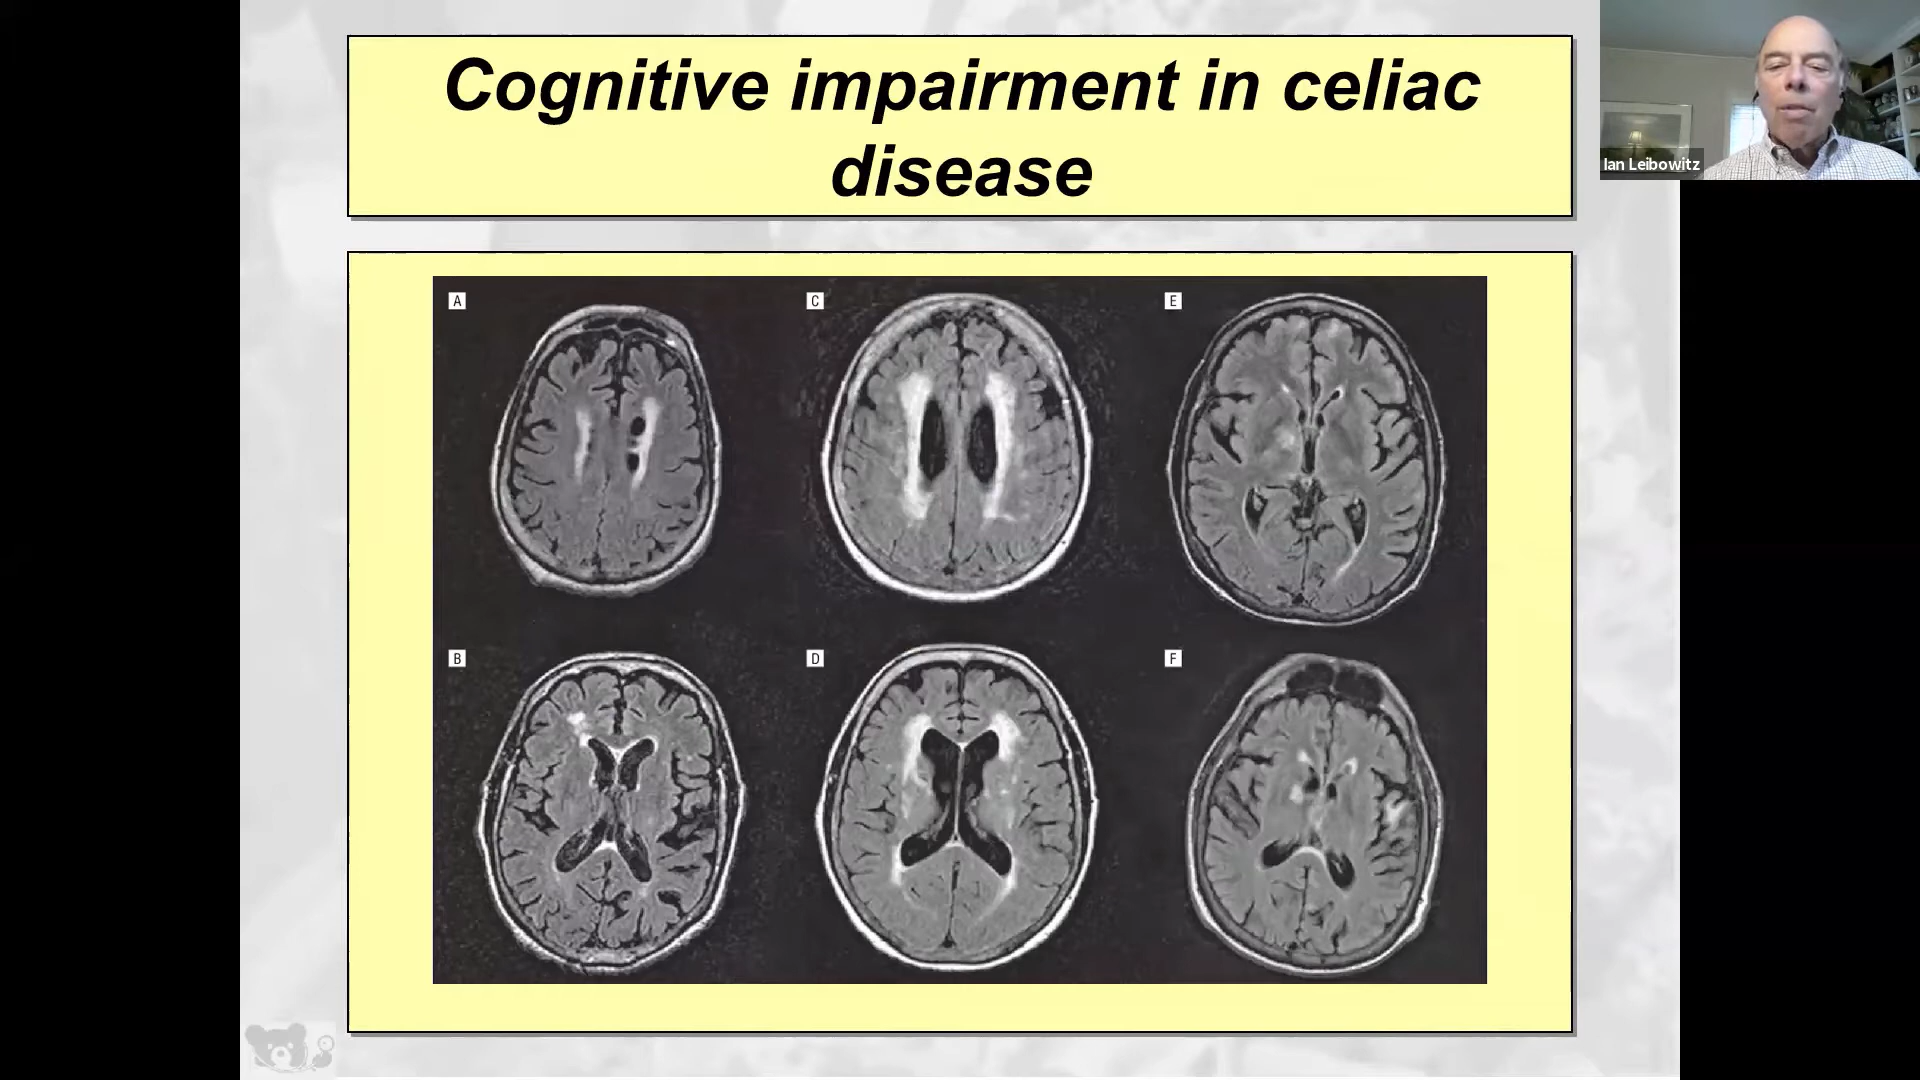 Cognitive impairment in celiac
disease
Ian Leibowitz
A
C
E
B
D
F